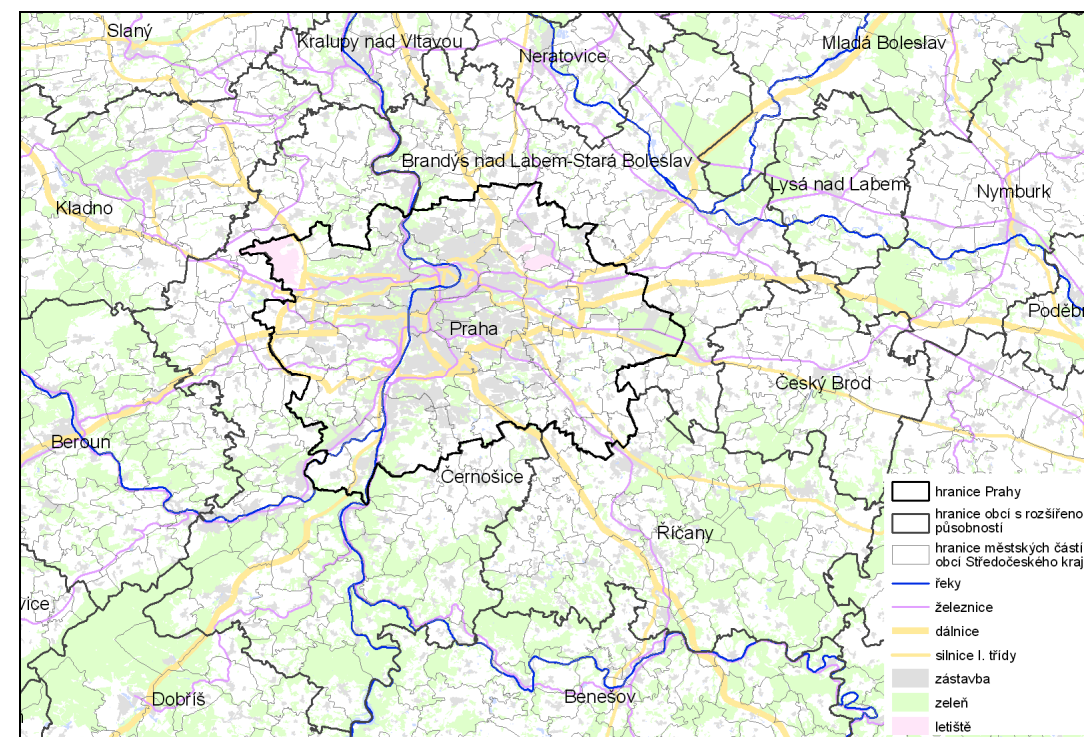 Slaný
Kralupy nad Vltavou
Neratovice
Mladá Boleslav
Brandýs nad Labem-Stará Boleslav
Lysá nad Labem
Nymburk
Kladno
Poděb
Praha
Český Brod
Beroun
Černošice
Říčany
vice
Dobříš
Benešov
hranice Prahy
hranice obcí s rozšířeno
působností
hranice městských částí
obcí Středočeského kraj
řeky
železnice
dálnice
silnice I. třídy
zástavba
zeleň
letiště